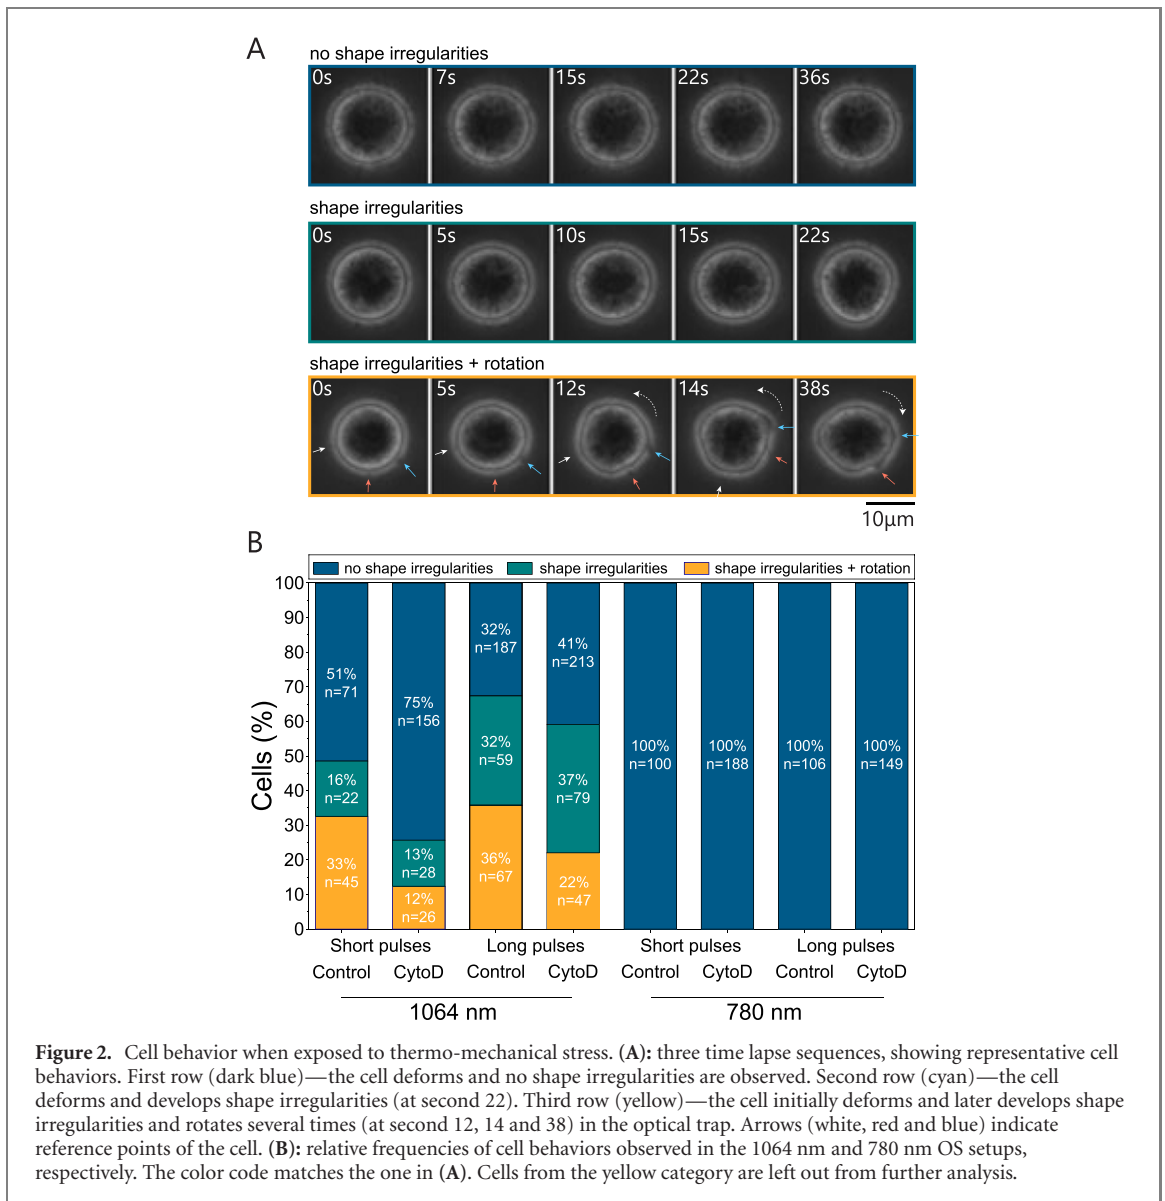 A
no shape irregularities
0s 7s 15s 22s 36s
shape irregularities
0s 5s 10s 15s 22s
shape irregularities + rotation
0s 5s 12s 14s 38s
10μm
B
no shape irregularities shape irregularities shape irregularities + rotation
Cells (%)
100
90
80
70
60
50
40
30
20
10
0
51%
n=71
16%
n=22
33%
n=45
75%
n=156
13%
n=28
12%
n=26
32%
n=187
32%
n=59
36%
n=67
41%
n=213
37%
n=79
22%
n=47
100%
n=100
100%
n=188
100%
n=106
100%
n=149
Short pulses Long pulses Short pulses Long pulses
Control CytoD Control CytoD Control CytoD Control CytoD
1064 nm 780 nm
Figure 2. Cell behavior when exposed to thermo-mechanical stress. (A): three time lapse sequences, showing representative cell
behaviors. First row (dark blue)—the cell deforms and no shape irregularities are observed. Second row (cyan)—the cell
deforms and develops shape irregularities (at second 22). Third row (yellow)—the cell initially deforms and later develops shape
irregularities and rotates several times (at second 12, 14 and 38) in the optical trap. Arrows (white, red and blue) indicate
reference points of the cell. (B): relative frequencies of cell behaviors observed in the 1064 nm and 780 nm OS setups,
respectively. The color code matches the one in (A). Cells from the yellow category are left out from further analysis.